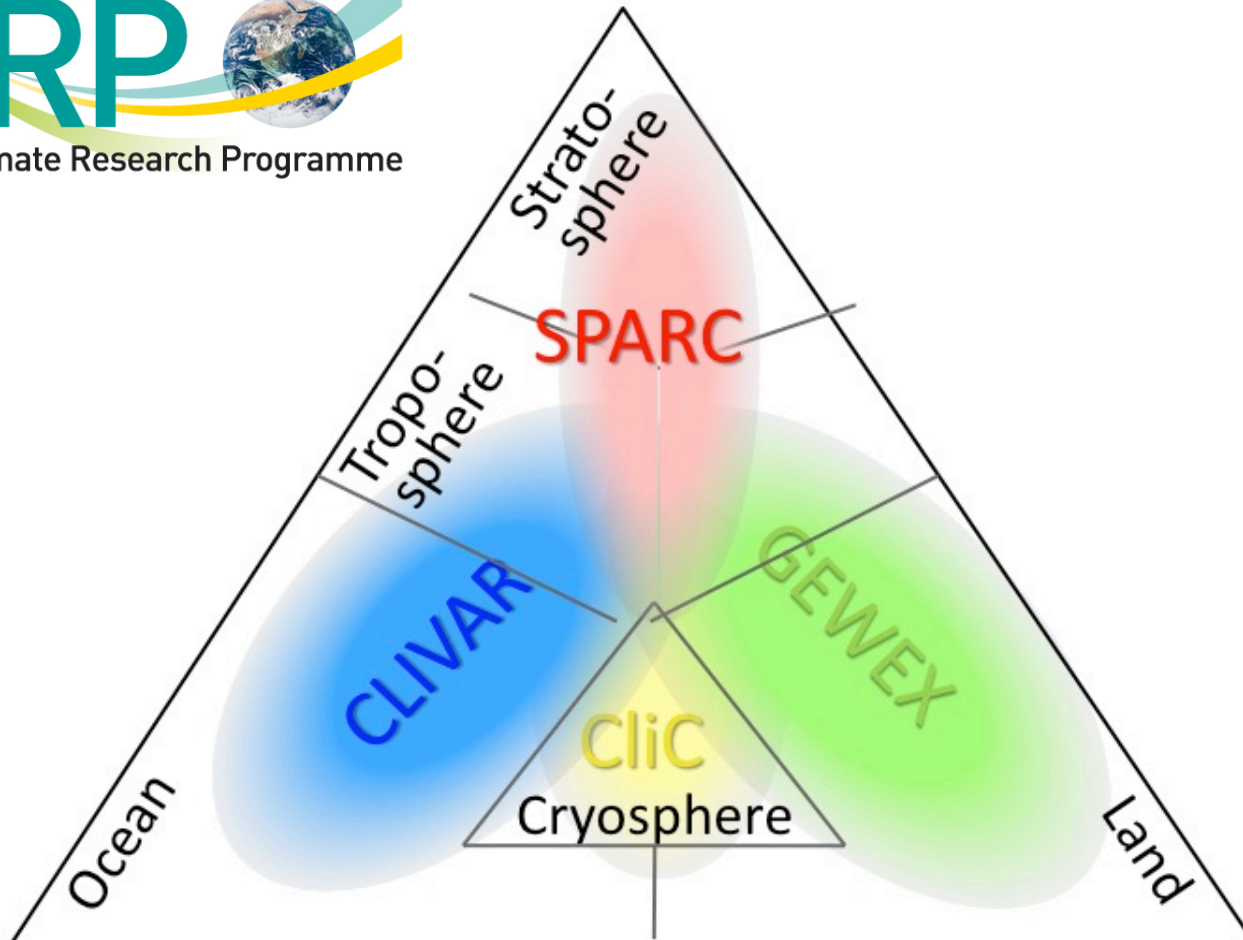 RP
mate Research Programme
Strato-
sphere
SPARC
Tropo-
sphere
CLIVAR
GEWEX
CliC
Cryosphere
Ocean
Land